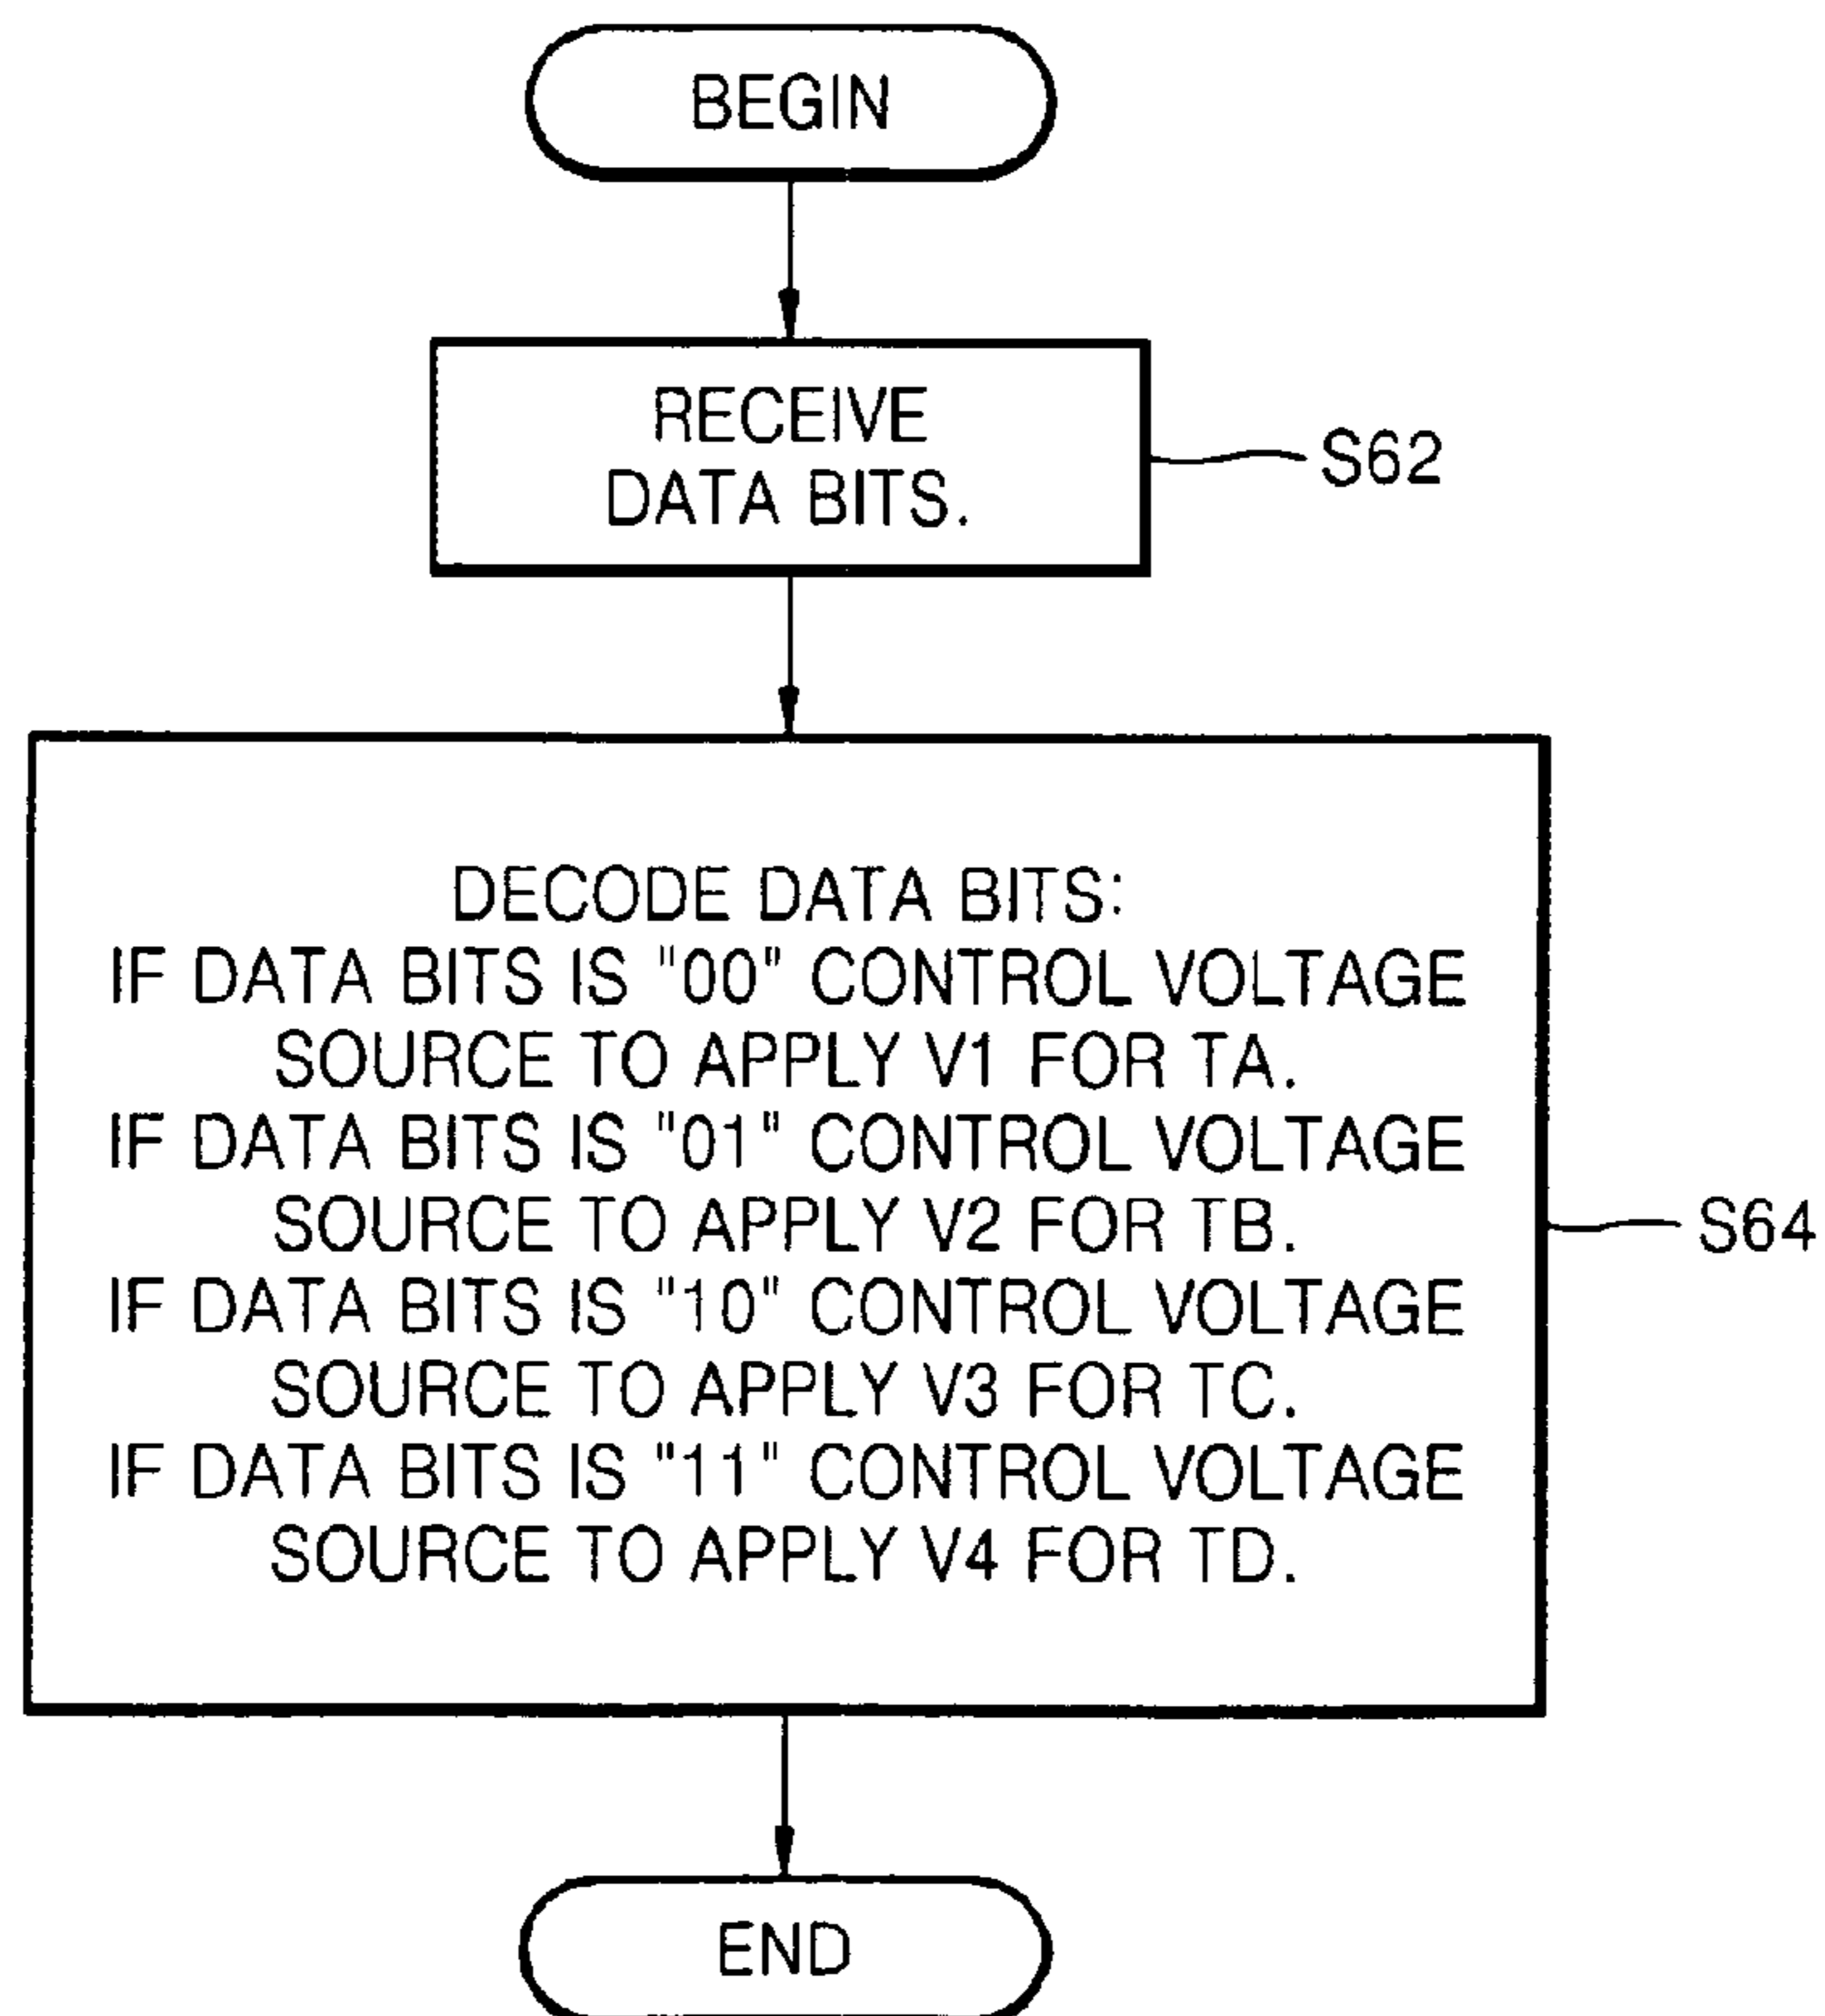 BEGIN
RECEIVE
DATA BITS.
S62
DECODE DATA BITS:
IF DATA BITS IS "00" CONTROL VOLTAGE
SOURCE TO APPLY V1 FOR TA.
IF DATA BITS IS "01" CONTROL VOLTAGE
SOURCE TO APPLY V2 FOR TB.
IF DATA BITS IS "10" CONTROL VOLTAGE
SOURCE TO APPLY V3 FOR TC.
IF DATA BITS IS "11" CONTROL VOLTAGE
SOURCE TO APPLY V4 FOR TD.
S64
END